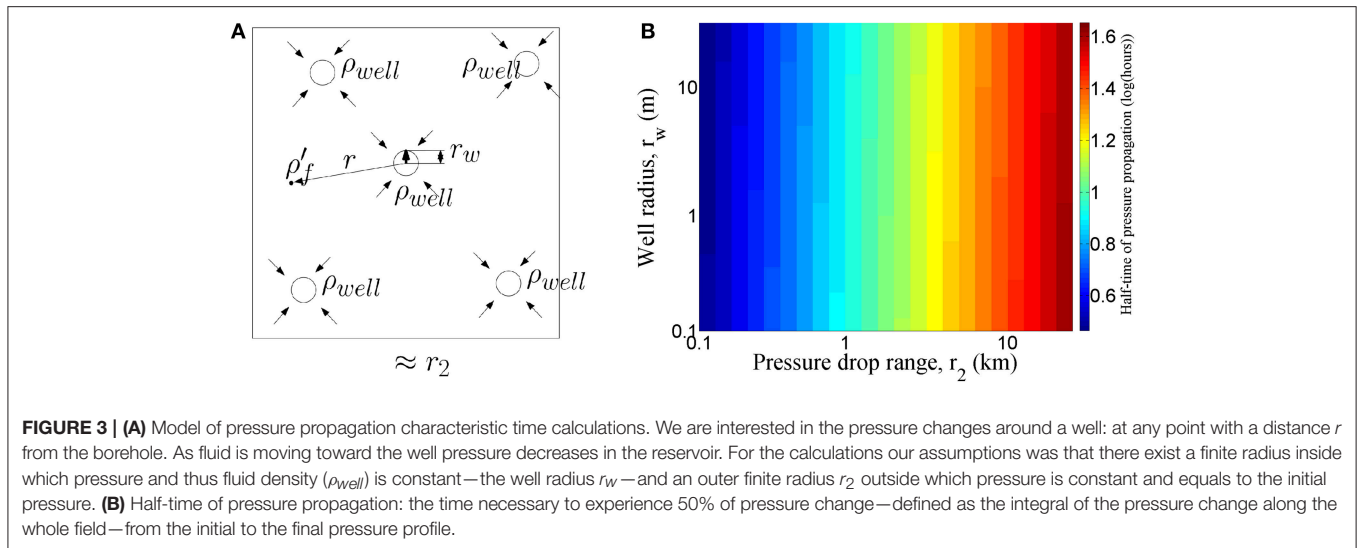 A
ρwell
ρwell
ρ′f
r
rw
ρwell
ρwell
ρwell
≈ r2
B
Well radius, r_w (m)
10
1
0.1
0.1
1
10
Pressure drop range, r_2 (km)
1.6
1.4
1.2
1
0.8
0.6
Half-time of pressure propagation (log(hours))
FIGURE 3 | (A) Model of pressure propagation characteristic time calculations. We are interested in the pressure changes around a well: at any point with a distance r
from the borehole. As fluid is moving toward the well pressure decreases in the reservoir. For the calculations our assumptions was that there exist a finite radius inside
which pressure and thus fluid density (ρwell) is constant—the well radius rw—and an outer finite radius r2 outside which pressure is constant and equals to the initial
pressure. (B) Half-time of pressure propagation: the time necessary to experience 50% of pressure change—defined as the integral of the pressure change along the
whole field—from the initial to the final pressure profile.